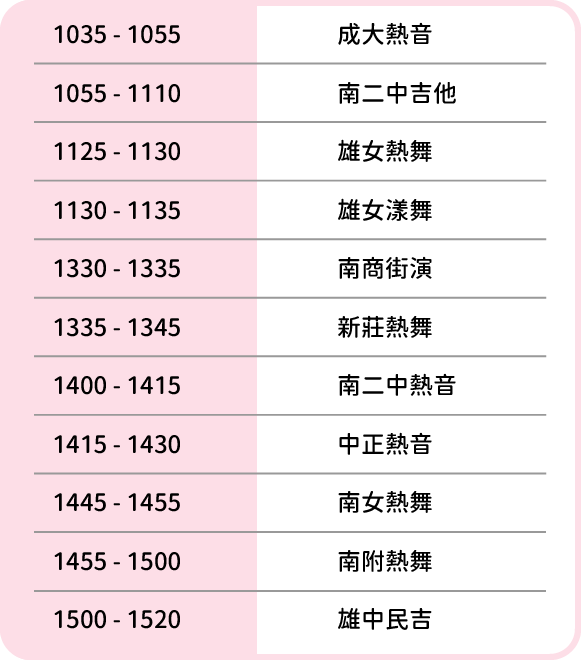 1035 - 1055 成大熱音
1055 - 1110 南二中吉他
1125 - 1130 雄女熱舞
1130 - 1135 雄女漾舞
1330 - 1335 南商街演
1335 - 1345 新莊熱舞
1400 - 1415 南二中熱音
1415 - 1430 中正熱音
1445 - 1455 南女熱舞
1455 - 1500 南附熱舞
1500 - 1520 雄中民吉